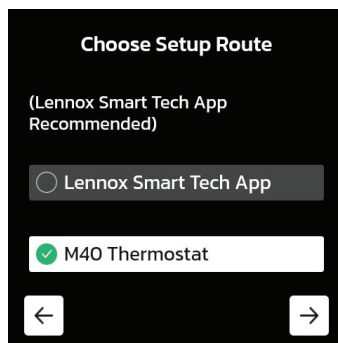 Choose Setup Route
(Lennox Smart Tech App
Recommended)
Lennox Smart Tech App
M40 Thermostat